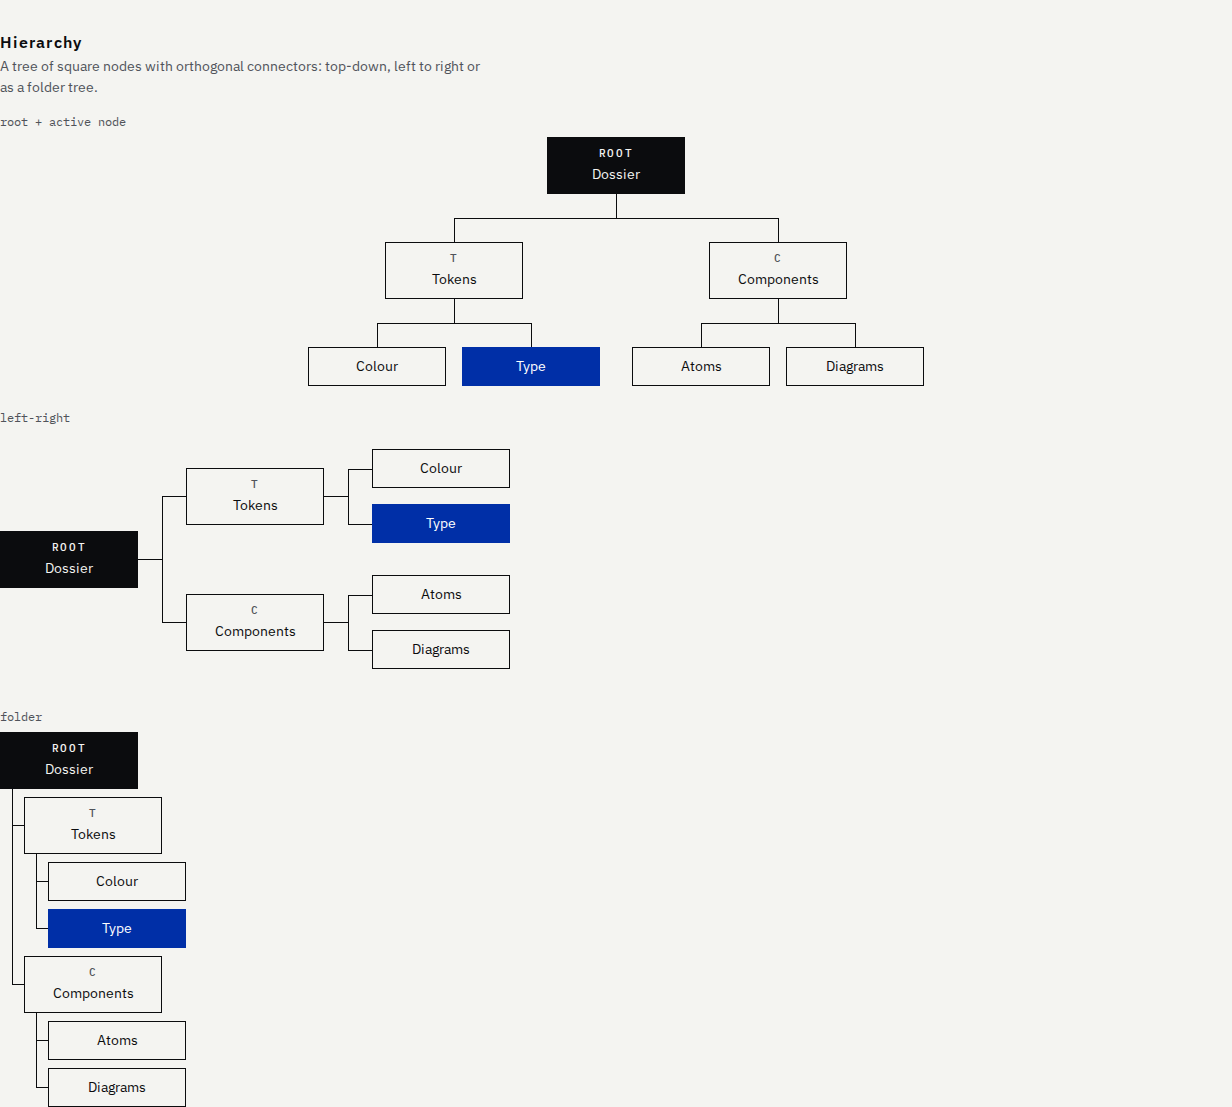 Hierarchy
A tree of square nodes with orthogonal connectors: top-down, left to right or
as a folder tree.
root + active node
ROOT
Dossier
T
Tokens
C
Components
Colour
Type
Atoms
Diagrams
left-right
ROOT
Dossier
T
Tokens
C
Components
Colour
Type
Atoms
Diagrams
folder
ROOT
Dossier
T
Tokens
Colour
Type
C
Components
Atoms
Diagrams